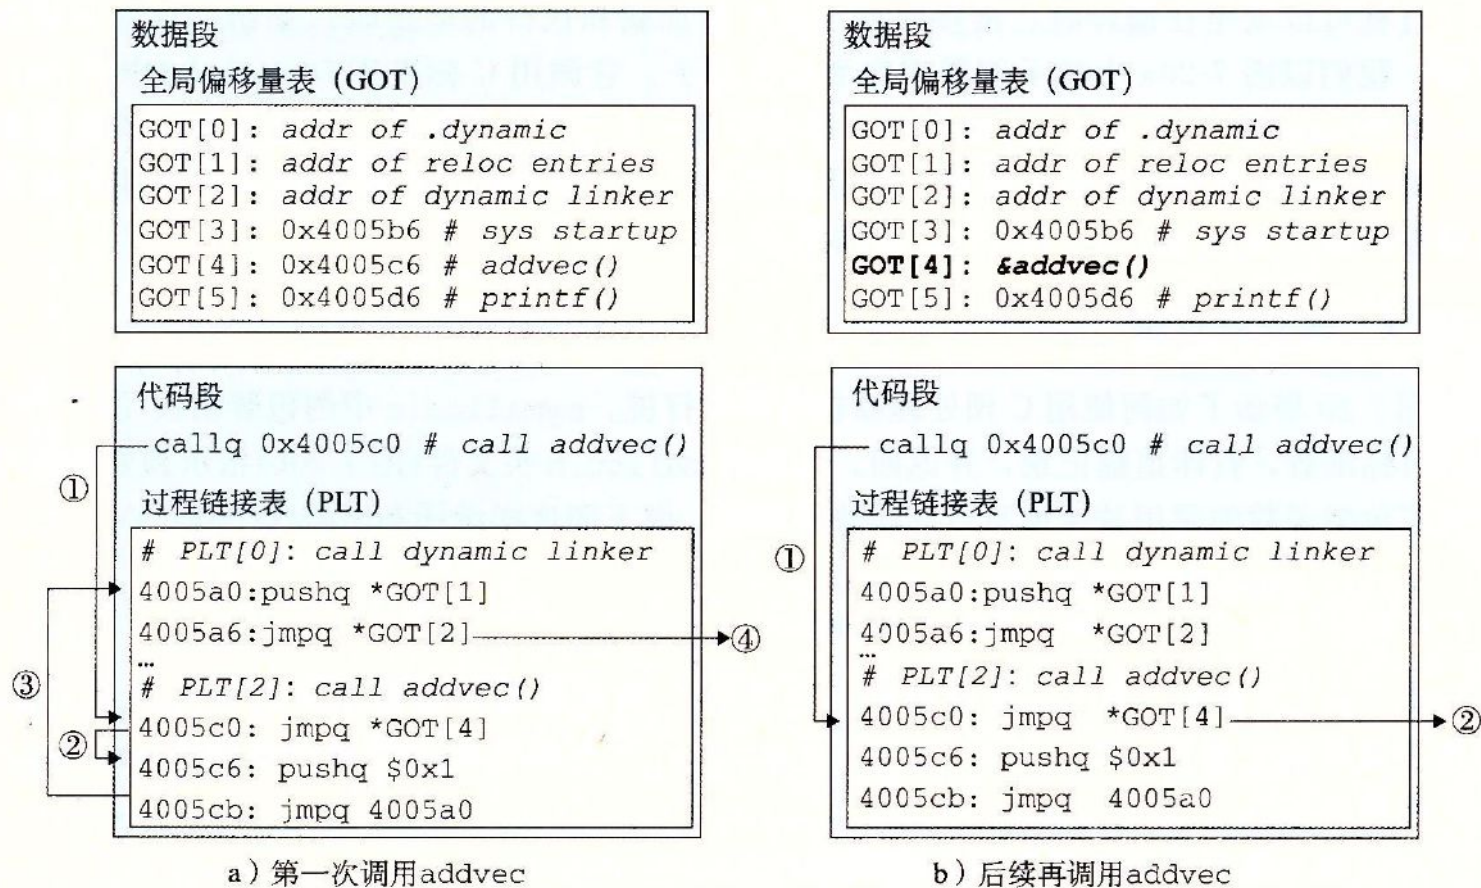 数据段
全局偏移量表（GOT）
GOT[0]: addr of .dynamic
GOT[1]: addr of reloc entries
GOT[2]: addr of dynamic linker
GOT[3]: 0x4005b6 # sys startup
GOT[4]: 0x4005c6 # addvec()
GOT[5]: 0x4005d6 # printf()
代码段
callq 0x4005c0 # call addvec()
①
过程链接表（PLT）
# PLT[0]: call dynamic linker
4005a0:pushq *GOT[1]
4005a6:jmpq *GOT[2]
④
…
③
# PLT[2]: call addvec()
4005c0: jmpq *GOT[4]
②
4005c6: pushq $0x1
4005cb: jmpq 4005a0
a）第一次调用addvec
数据段
全局偏移量表（GOT）
GOT[0]: addr of .dynamic
GOT[1]: addr of reloc entries
GOT[2]: addr of dynamic linker
GOT[3]: 0x4005b6 # sys startup
GOT[4]: &addvec()
GOT[5]: 0x4005d6 # printf()
代码段
callq 0x4005c0 # call addvec()
过程链接表（PLT）
①
# PLT[0]: call dynamic linker
4005a0:pushq *GOT[1]
4005a6:jmpq *GOT[2]
…
# PLT[2]: call addvec()
4005c0: jmpq *GOT[4]
②
4005c6: pushq $0x1
4005cb: jmpq 4005a0
b）后续再调用addvec